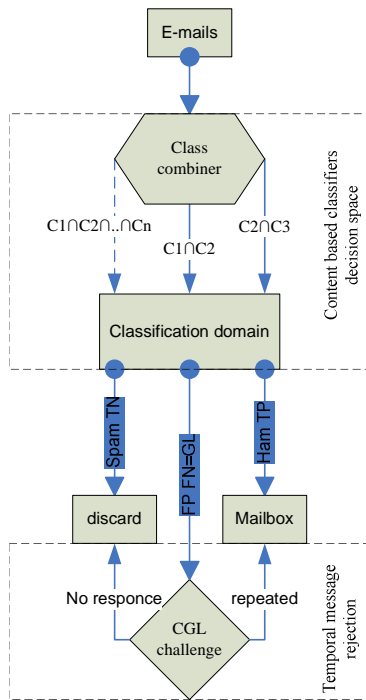 E-mails
Class
combiner
C1∩C2∩..∩Cn
C1∩C2
C2∩C3
Content based classifiers
decision space
Classification domain
Spam TN
FP FN=GL
Ham TP
discard
Mailbox
No responce
repeated
CGL
challenge
Temporal message
rejection